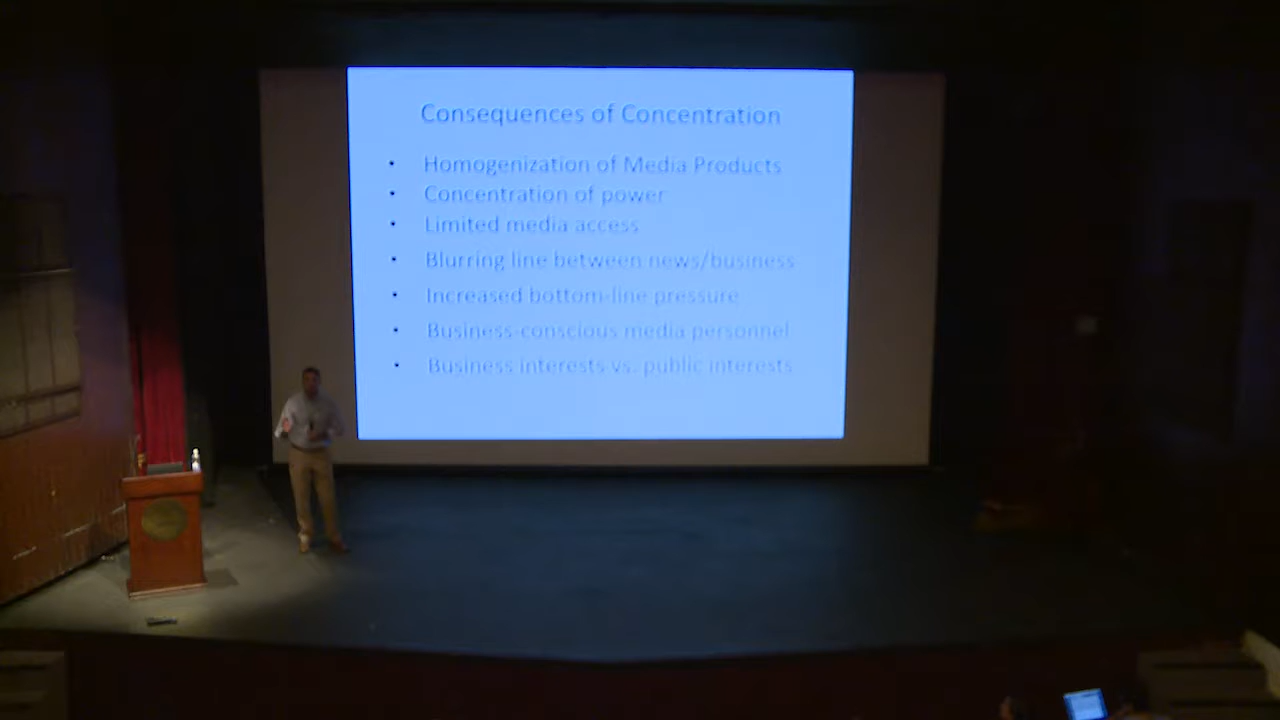 Consequences of Concentration
• Homogenization of Media Products
• Concentration of power
• Limited media access
• Blurring line between news/business
• Increased bottom-line pressure
• Business-conscious media personnel
• Business interests vs. public interests